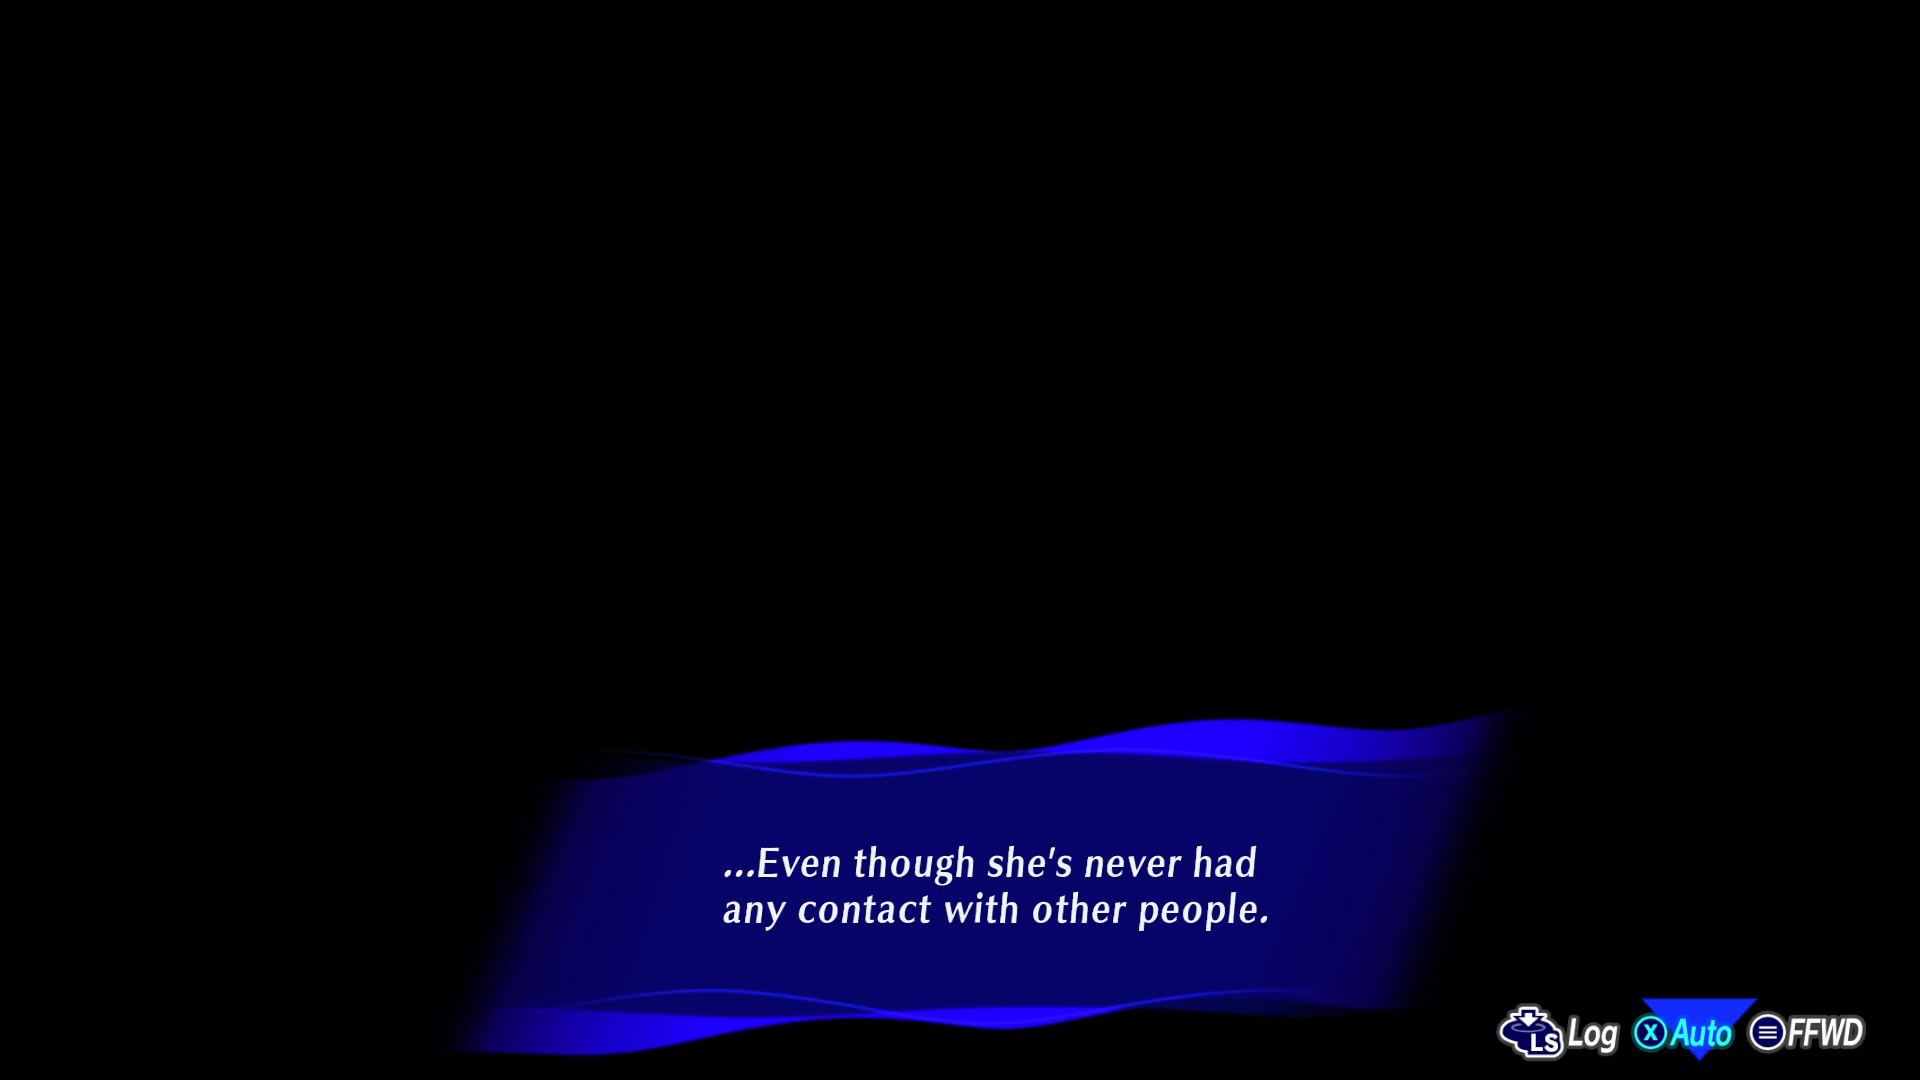 ...Even though she's never had
any contact with other people.
LS Log X Auto FFWD